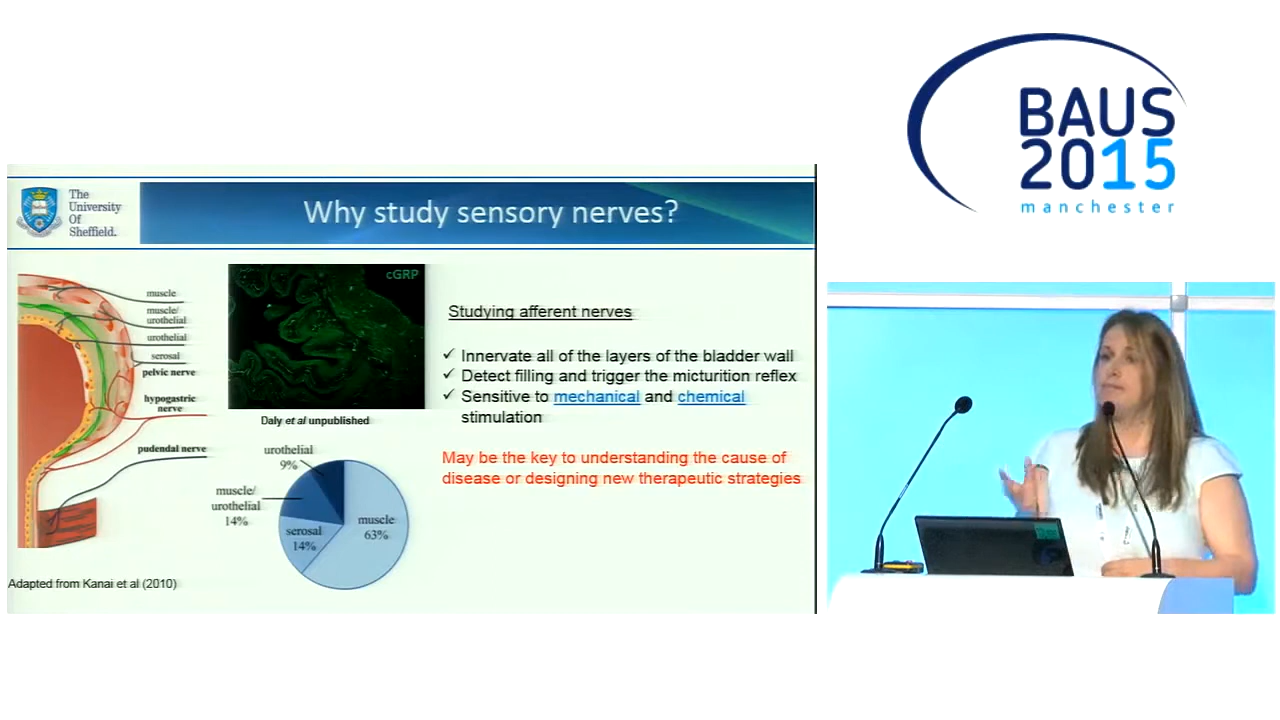 BAUS
2015
manchester
The
University
Of
Sheffield.
Why study sensory nerves?
muscle
muscle/
urothelial
urothelial
serosal
pelvic nerve
hypogastric
nerve
pudendal nerve
Adapted from Kanai et al (2010)
cGRP
Daly et al unpublished
urothelial
9%
muscle/
urothelial
14%
serosal
14%
muscle
63%
Studying afferent nerves
✓ Innervate all of the layers of the bladder wall
✓ Detect filling and trigger the micturition reflex
✓ Sensitive to mechanical and chemical
stimulation
May be the key to understanding the cause of
disease or designing new therapeutic strategies